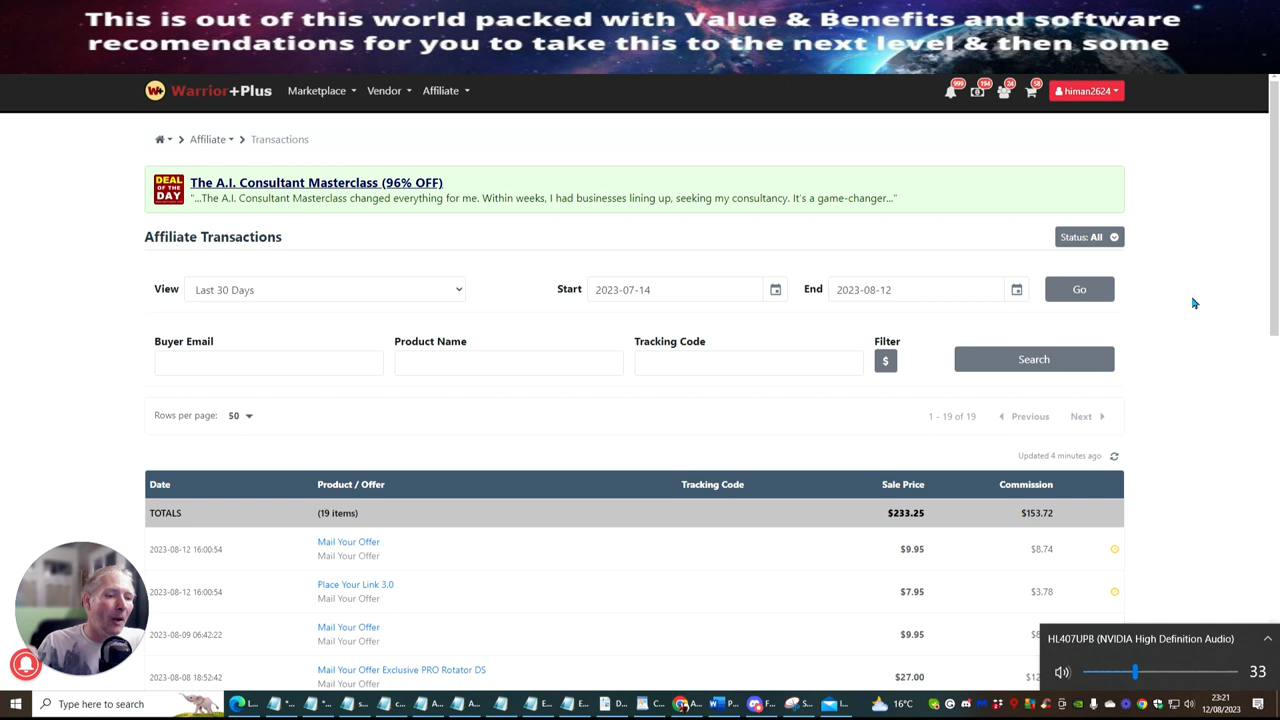 This is out of this world packed with Value & Benefits and software
recomendations for you to take this to the next level & then some
Warrior+Plus Marketplace Vendor Affiliate 999 194 24 58 himan2624
Affiliate Transactions
DEAL OF THE DAY
The A.I. Consultant Masterclass (96% OFF)
"...The A.I. Consultant Masterclass changed everything for me. Within weeks, I had businesses lining up, seeking my consultancy. It's a game-changer..."
Affiliate Transactions Status: All
View Last 30 Days Start 2023-07-14 End 2023-08-12 Go
Buyer Email Product Name Tracking Code Filter
$ Search
Rows per page: 50 1 - 19 of 19 Previous Next
Updated 4 minutes ago
Date Product / Offer Tracking Code Sale Price Commission
TOTALS (19 items) $233.25 $153.72
2023-08-12 16:00:54 Mail Your Offer $9.95 $8.74
Mail Your Offer
2023-08-12 16:00:54 Place Your Link 3.0 $7.95 $3.78
Mail Your Offer
2023-08-09 06:42:22 Mail Your Offer $9.95
Mail Your Offer
2023-08-08 18:52:42 Mail Your Offer Exclusive PRO Rotator DS $27.00
HL407UPB (NVIDIA High Definition Audio)
33
Type here to search 16°C 23:21
12/08/2023